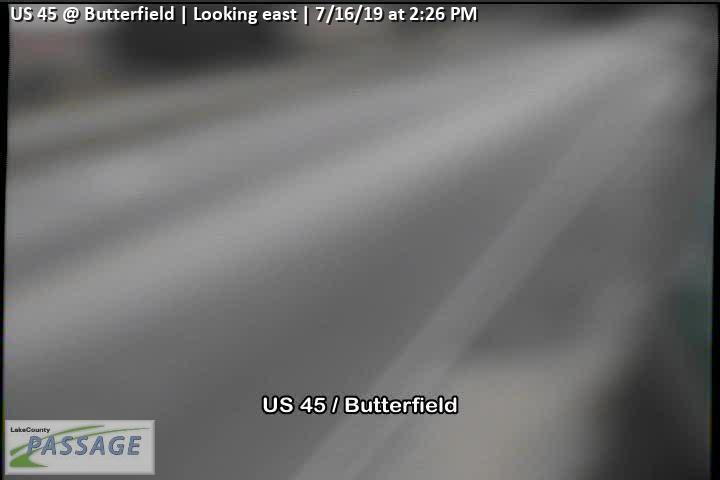 US 45 @ Butterfield | Looking east | 7/16/19 at 2:26 PM
US 45 / Butterfield
LakeCounty
PASSAGE